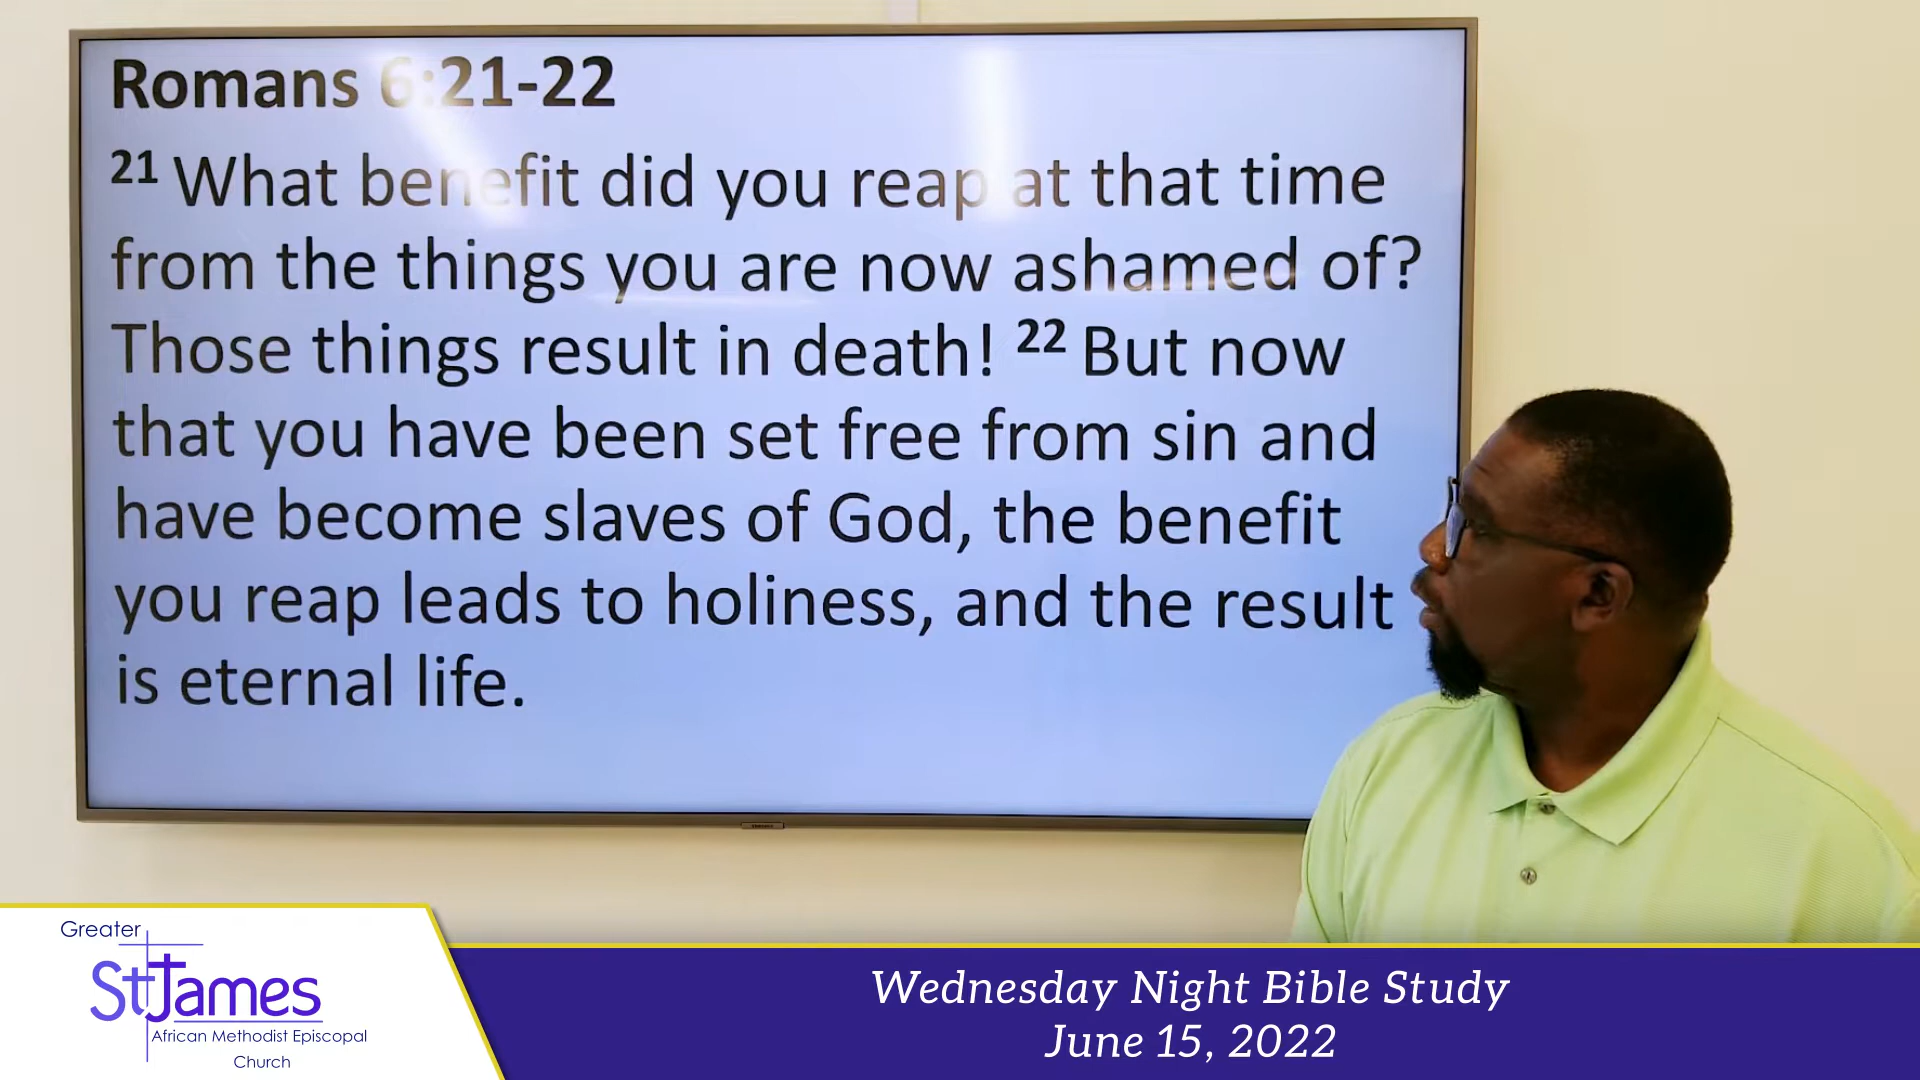 Romans 6:21-22
21 What benefit did you reap at that time
from the things you are now ashamed of?
Those things result in death! 22 But now
that you have been set free from sin and
have become slaves of God, the benefit
you reap leads to holiness, and the result
is eternal life.
Greater
St James
African Methodist Episcopal
Church
Wednesday Night Bible Study
June 15, 2022